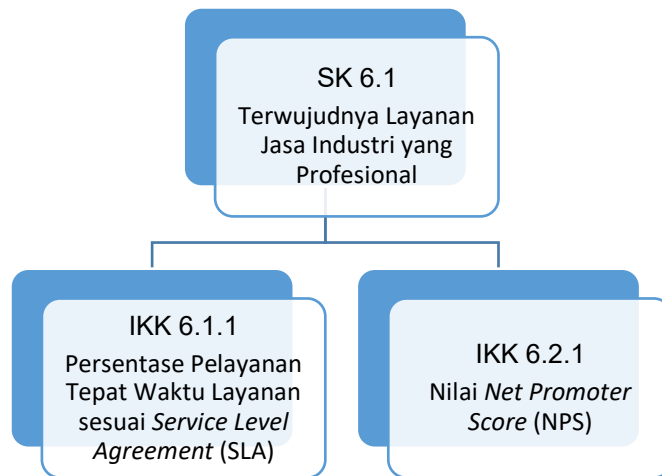 SK 6.1
Terwujudnya Layanan
Jasa Industri yang
Profesional
IKK 6.1.1
Persentase Pelayanan
Tepat Waktu Layanan
sesuai Service Level
Agreement (SLA)
IKK 6.2.1
Nilai Net Promoter
Score (NPS)